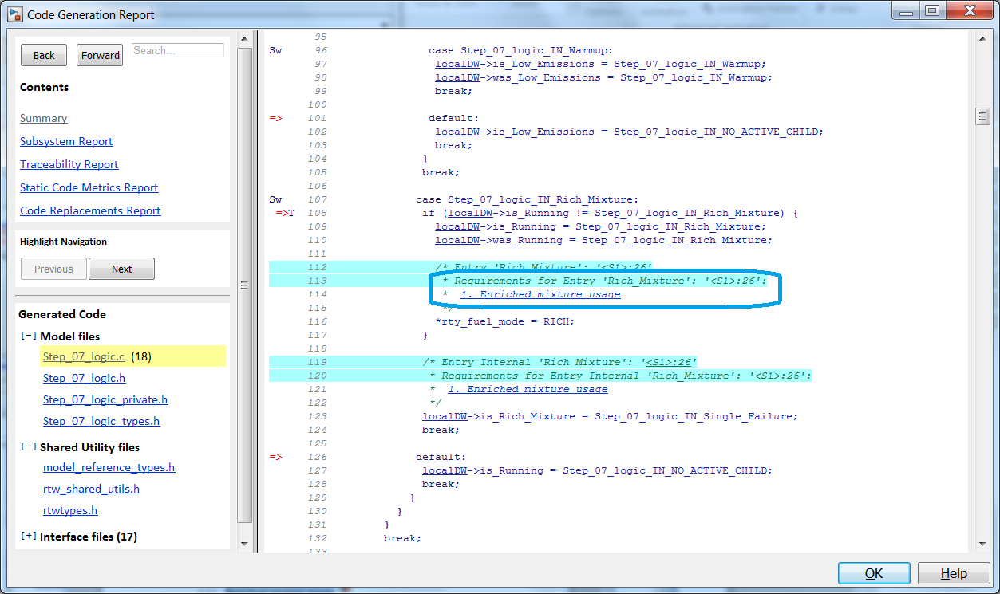 Code Generation Report
Back
Forward
Search...
Contents
Summary
Subsystem Report
Traceability Report
Static Code Metrics Report
Code Replacements Report
Highlight Navigation
Previous
Next
Generated Code
[-] Model files
Step_07_logic.c (18)
Step_07_logic.h
Step_07_logic_private.h
Step_07_logic_types.h
[-] Shared Utility files
model_reference_types.h
rtw_shared_utils.h
rtwtypes.h
[+] Interface files (17)
95
Sw 96 case Step_07_logic_IN_Warmup:
97 localDW->is_Low_Emissions = Step_07_logic_IN_Warmup;
98 localDW->was_Low_Emissions = Step_07_logic_IN_Warmup;
99 break;
100
=> 101 default:
102 localDW->is_Low_Emissions = Step_07_logic_IN_NO_ACTIVE_CHILD;
103 break;
104 }
105 break;
106
Sw 107 case Step_07_logic_IN_Rich_Mixture:
=>T 108 if (localDW->is_Running != Step_07_logic_IN_Rich_Mixture) {
109 localDW->is_Running = Step_07_logic_IN_Rich_Mixture;
110 localDW->was_Running = Step_07_logic_IN_Rich_Mixture;
111
112 /* Entry 'Rich_Mixture': '<S1>:26'
113 * Requirements for Entry 'Rich_Mixture': '<S1>:26':
114 * 1. Enriched mixture usage
115 */
116 *rty_fuel_mode = RICH;
117 }
118
119 /* Entry Internal 'Rich_Mixture': '<S1>:26'
120 * Requirements for Entry Internal 'Rich_Mixture': '<S1>:26':
121 * 1. Enriched mixture usage
122 */
123 localDW->is_Rich_Mixture = Step_07_logic_IN_Single_Failure;
124 break;
125
=> 126 default:
127 localDW->is_Running = Step_07_logic_IN_NO_ACTIVE_CHILD;
128 break;
129 }
130 }
131 }
132 break;
133
OK
Help